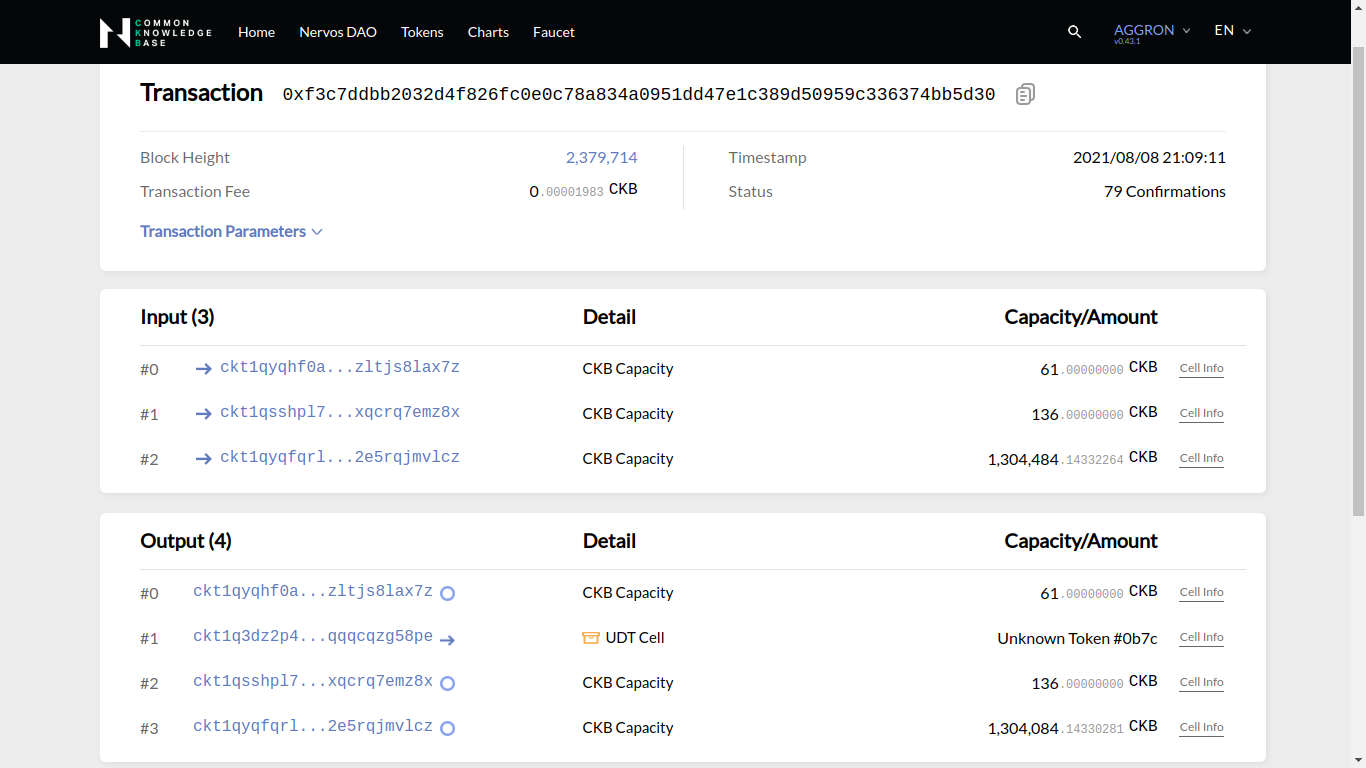 COMMON KNOWLEDGE BASE Home Nervos DAO Tokens Charts Faucet AGGRON v0.43.1 EN
Transaction 0xf3c7ddbb2032d4f826fc0e0c78a834a0951dd47e1c389d50959c336374bb5d30
Block Height 2,379,714 Timestamp 2021/08/08 21:09:11
Transaction Fee 0.00001983 CKB Status 79 Confirmations
Transaction Parameters
Input (3) Detail Capacity/Amount
#0 ckt1qyqhf0a...zltjs8lax7z CKB Capacity 61.00000000 CKB Cell Info
#1 ckt1qsshpl7...xqcrq7emz8x CKB Capacity 136.00000000 CKB Cell Info
#2 ckt1qyqfqrl...2e5rqjmvlcz CKB Capacity 1,304,484.14332264 CKB Cell Info
Output (4) Detail Capacity/Amount
#0 ckt1qyqhf0a...zltjs8lax7z CKB Capacity 61.00000000 CKB Cell Info
#1 ckt1q3dz2p4...qqqcqzg58pe UDT Cell Unknown Token #0b7c Cell Info
#2 ckt1qsshpl7...xqcrq7emz8x CKB Capacity 136.00000000 CKB Cell Info
#3 ckt1qyqfqrl...2e5rqjmvlcz CKB Capacity 1,304,084.14330281 CKB Cell Info